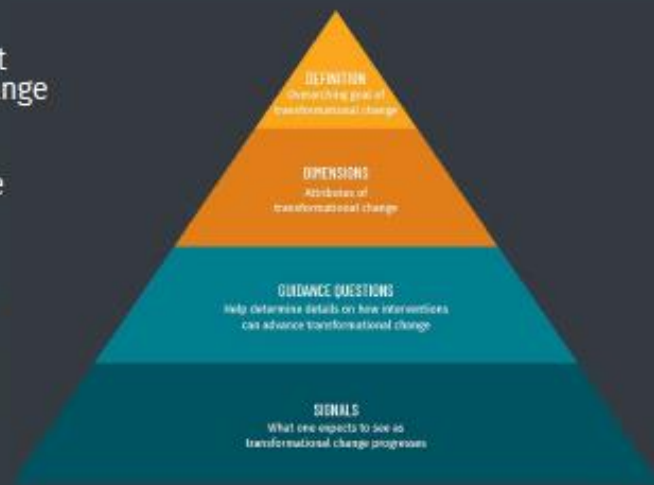 t
nge
e
DEFINITION
Overarching goal of
transformational change
DIMENSIONS
Attributes of
transformational change
GUIDANCE QUESTIONS
Help determine details on how interventions
can advance transformational change
SIGNALS
What one expects to see as
transformational change progresses